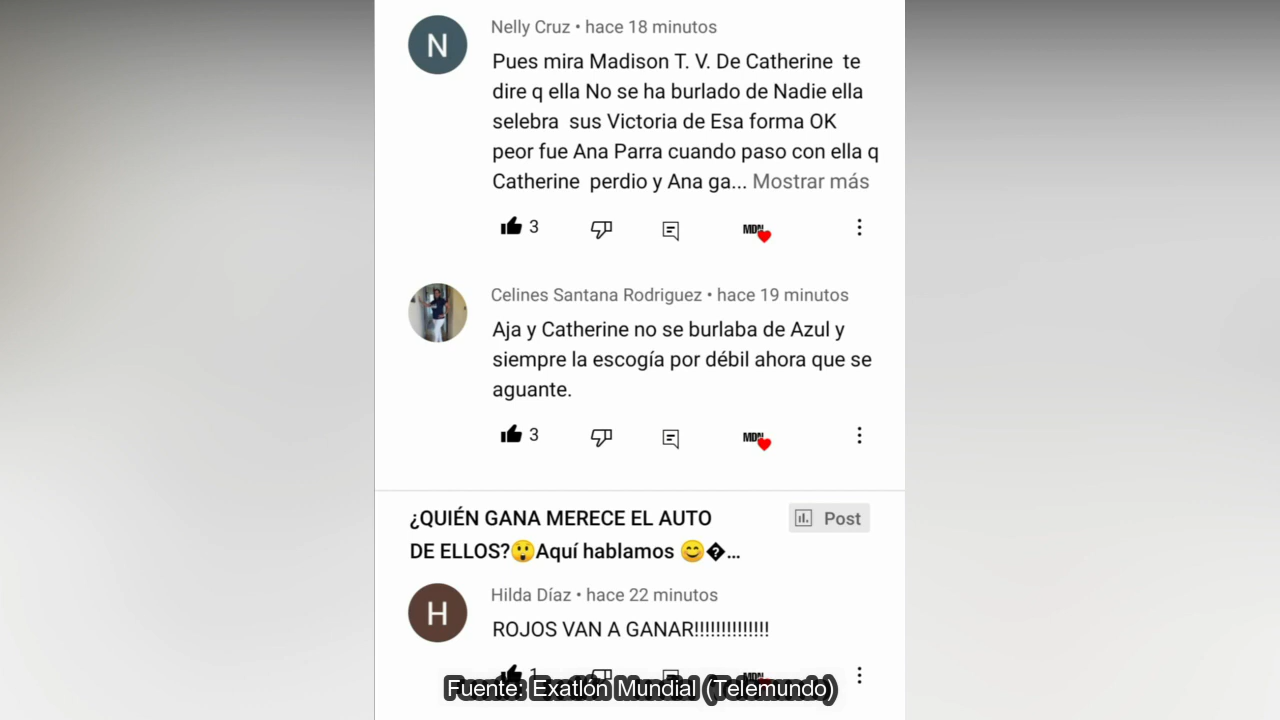 Nelly Cruz • hace 18 minutos
Pues mira Madison T. V. De Catherine te
dire q ella No se ha burlado de Nadie ella
selebra sus Victoria de Esa forma OK
peor fue Ana Parra cuando paso con ella q
Catherine perdio y Ana ga... Mostrar más
3
Celines Santana Rodriguez • hace 19 minutos
Aja y Catherine no se burlaba de Azul y
siempre la escogía por débil ahora que se
aguante.
3
¿QUIÉN GANA MERECE EL AUTO
Post
DE ELLOS?😲Aquí hablamos 😊�...
Hilda Díaz • hace 22 minutos
ROJOS VAN A GANAR!!!!!!!!!!!!!!
1
Fuente: Exatlón Mundial (Telemundo)